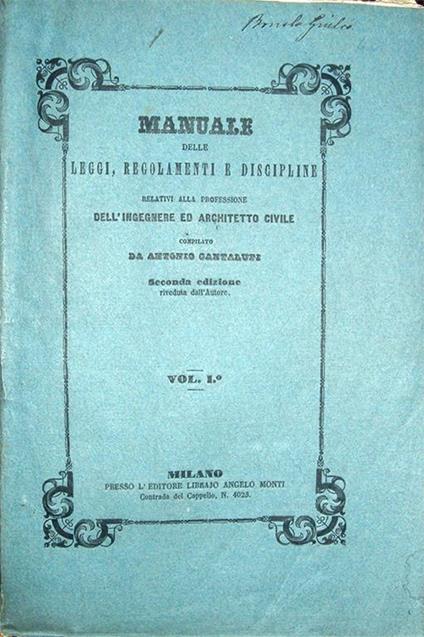 MANUALE
DELLE
LEGGI, REGOLAMENTI E DISCIPLINE
RELATIVI ALLA PROFESSIONE
DELL'INGEGNERE ED ARCHITETTO CIVILE
COMPILATO
DA ANTONIO CANTALUPI
Seconda edizione
riveduta dall'Autore.
VOL. I.º
MILANO
PRESSO L'EDITORE LIBRAJO ANGELO MONTI
Contrada del Cappello, N. 4025.